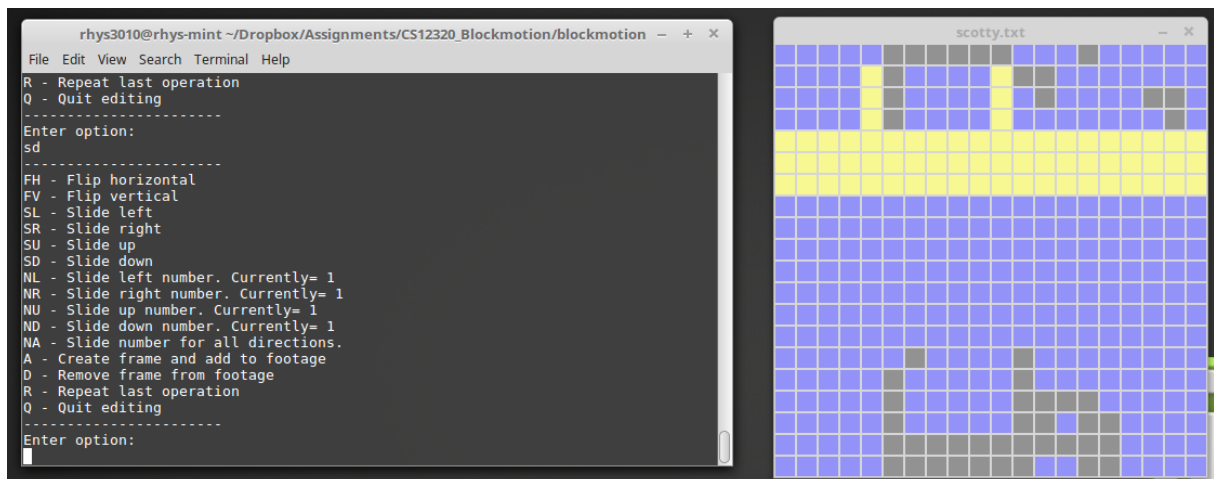 rhys3010@rhys-mint ~/Dropbox/Assignments/CS12320_Blockmotion/blockmotion
File Edit View Search Terminal Help
R - Repeat last operation
Q - Quit editing
-----------------------
Enter option:
sd
-----------------------
FH - Flip horizontal
FV - Flip vertical
SL - Slide left
SR - Slide right
SU - Slide up
SD - Slide down
NL - Slide left number. Currently= 1
NR - Slide right number. Currently= 1
NU - Slide up number. Currently= 1
ND - Slide down number. Currently= 1
NA - Slide number for all directions.
A - Create frame and add to footage
D - Remove frame from footage
R - Repeat last operation
Q - Quit editing
-----------------------
Enter option:
scotty.txt